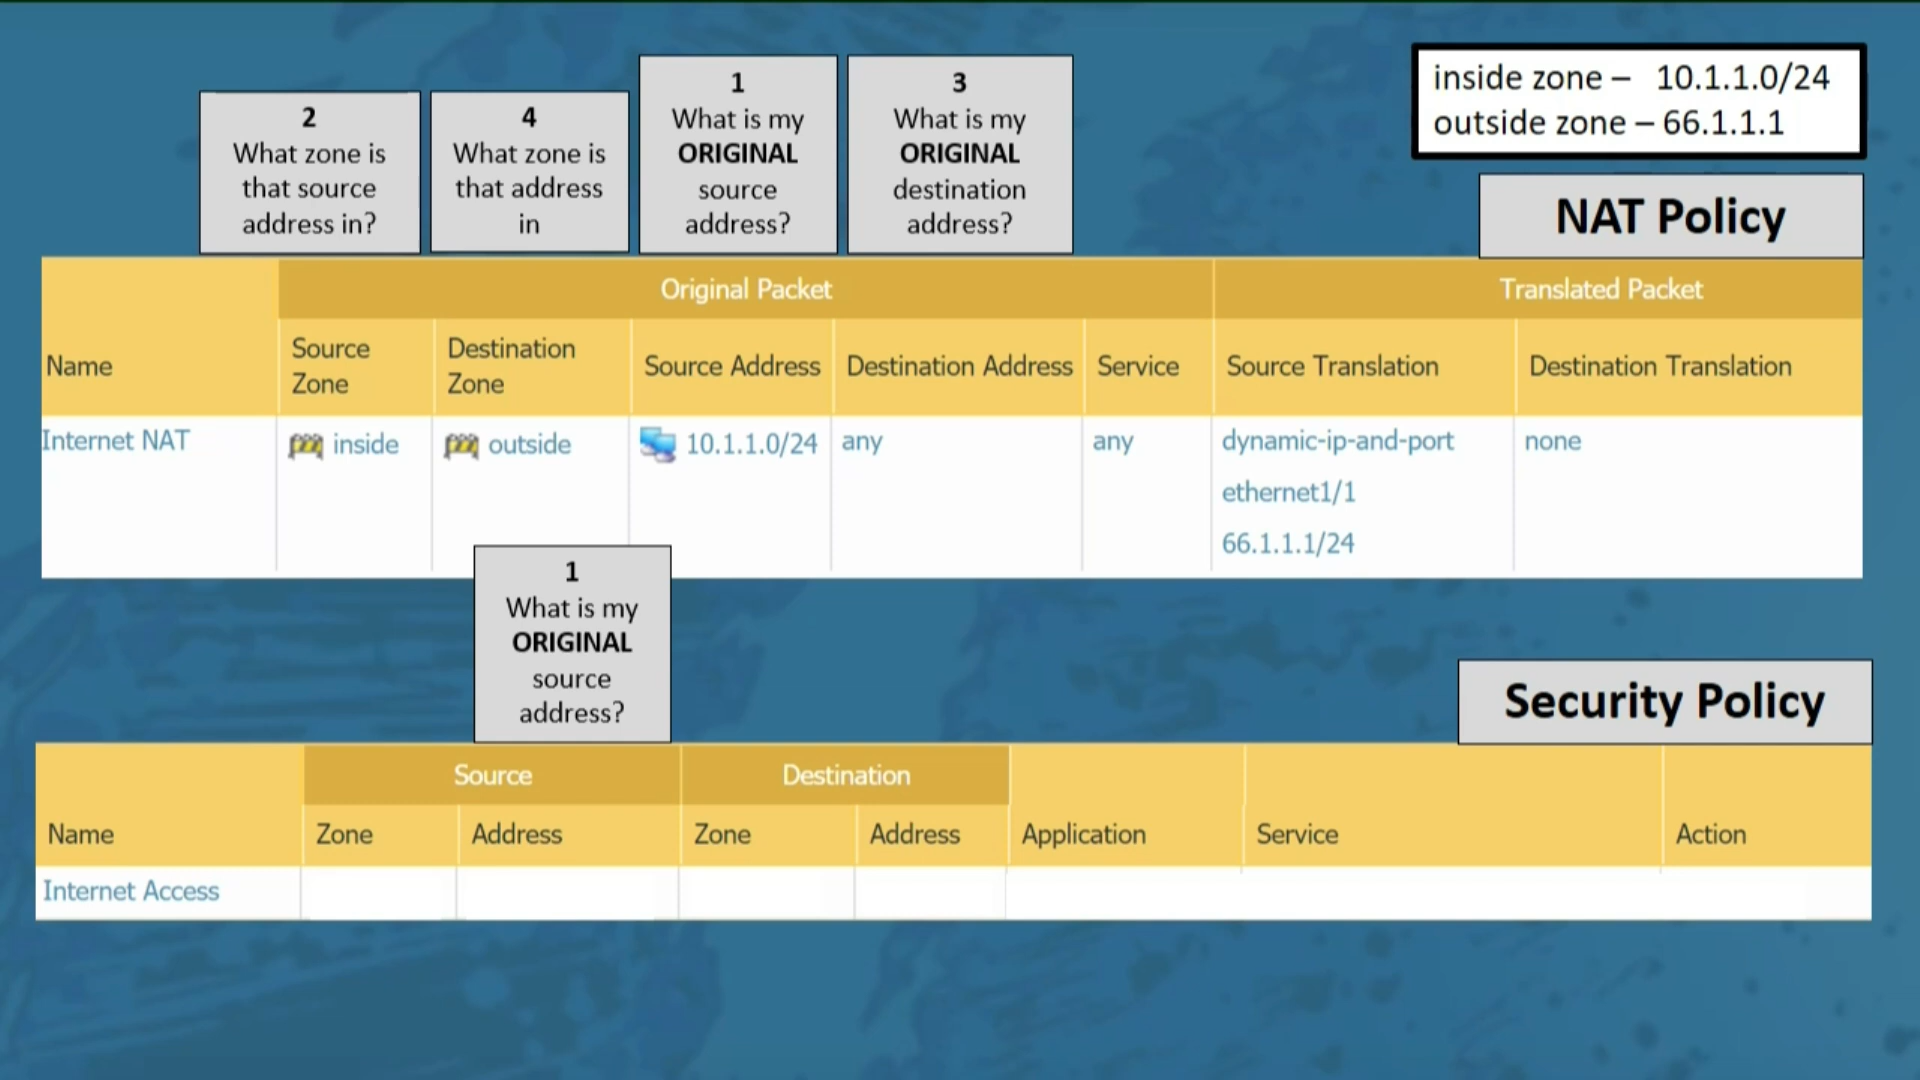 inside zone – 10.1.1.0/24
outside zone – 66.1.1.1
2
What zone is
that source
address in?
4
What zone is
that address
in
1
What is my
ORIGINAL
source
address?
3
What is my
ORIGINAL
destination
address?
NAT Policy
Original Packet
Translated Packet
Name
Source
Zone
Destination
Zone
Source Address
Destination Address
Service
Source Translation
Destination Translation
Internet NAT
inside
outside
10.1.1.0/24
any
any
dynamic-ip-and-port
ethernet1/1
66.1.1.1/24
none
1
What is my
ORIGINAL
source
address?
Security Policy
Source
Destination
Name
Zone
Address
Zone
Address
Application
Service
Action
Internet Access